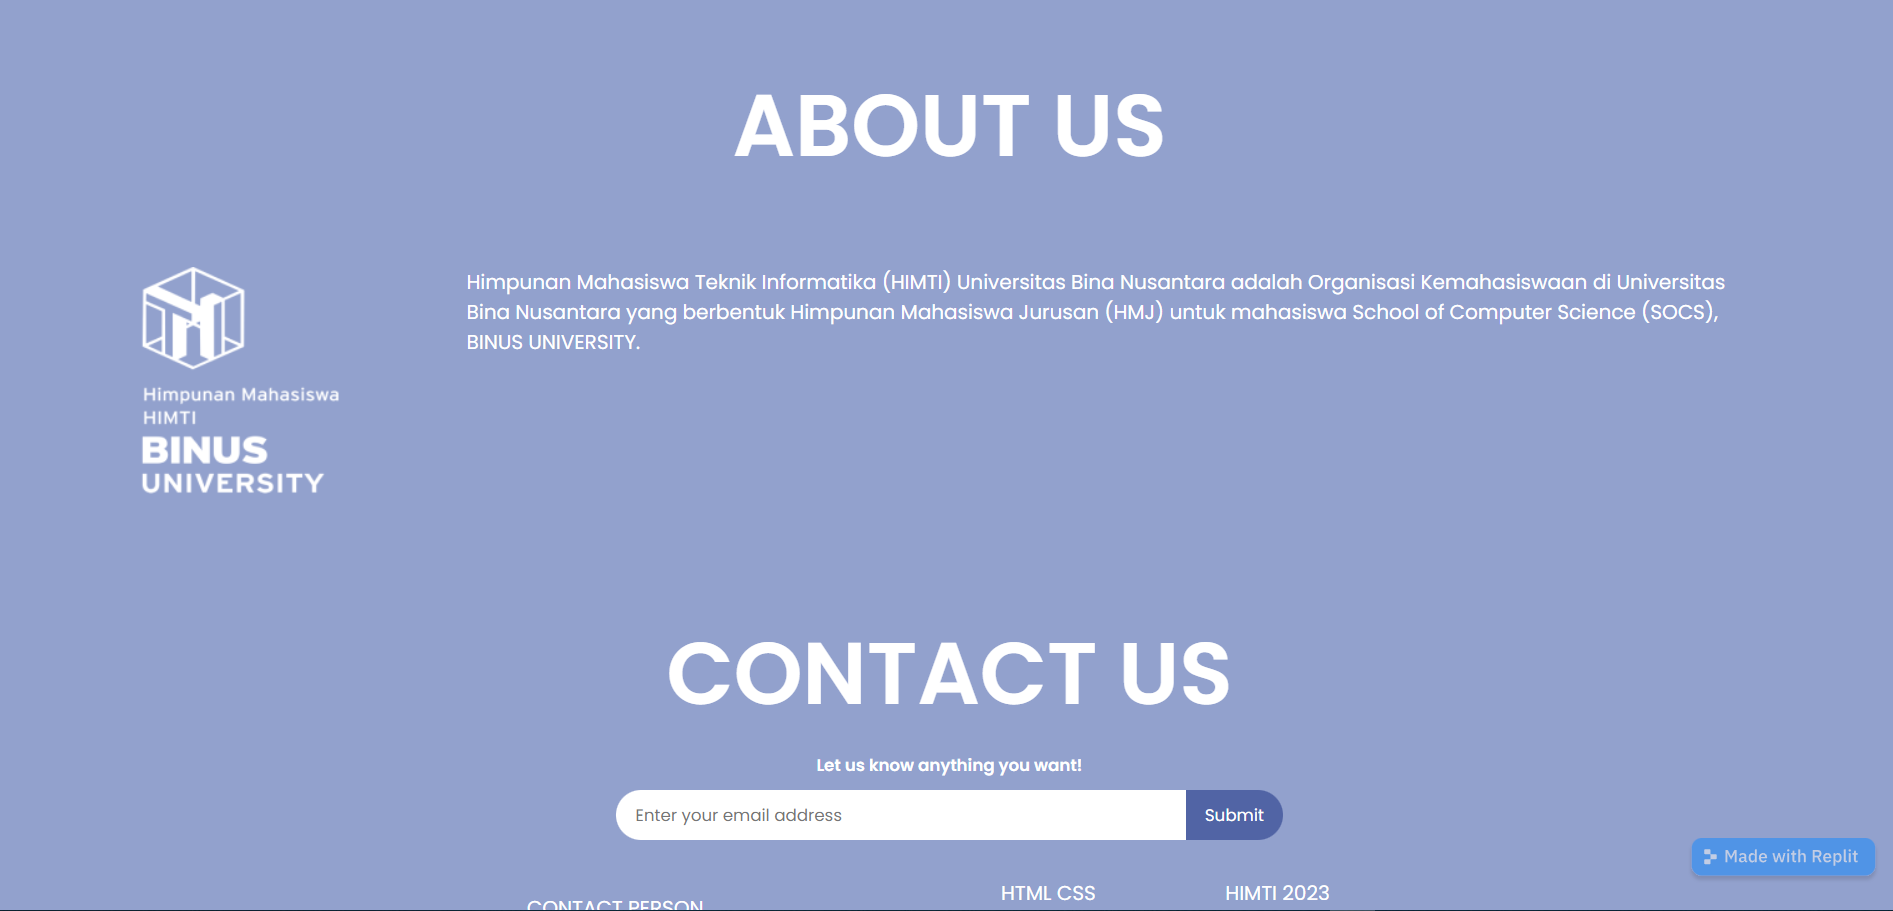 ABOUT US
Himpunan Mahasiswa
HIMTI
BINUS
UNIVERSITY
Himpunan Mahasiswa Teknik Informatika (HIMTI) Universitas Bina Nusantara adalah Organisasi Kemahasiswaan di Universitas
Bina Nusantara yang berbentuk Himpunan Mahasiswa Jurusan (HMJ) untuk mahasiswa School of Computer Science (SOCS),
BINUS UNIVERSITY.
CONTACT US
Let us know anything you want!
Enter your email address
Submit
Made with Replit
CONTACT PERSON
HTML CSS
HIMTI 2023